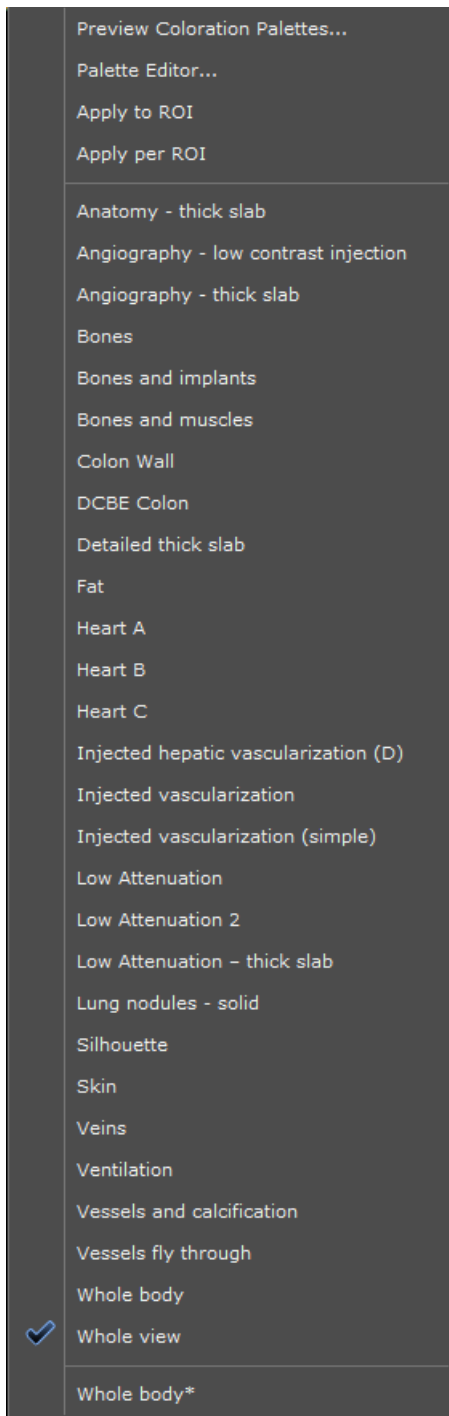 Preview Coloration Palettes...
Palette Editor...
Apply to ROI
Apply per ROI
Anatomy - thick slab
Angiography - low contrast injection
Angiography - thick slab
Bones
Bones and implants
Bones and muscles
Colon Wall
DCBE Colon
Detailed thick slab
Fat
Heart A
Heart B
Heart C
Injected hepatic vascularization (D)
Injected vascularization
Injected vascularization (simple)
Low Attenuation
Low Attenuation 2
Low Attenuation – thick slab
Lung nodules - solid
Silhouette
Skin
Veins
Ventilation
Vessels and calcification
Vessels fly through
Whole body
Whole view
Whole body*